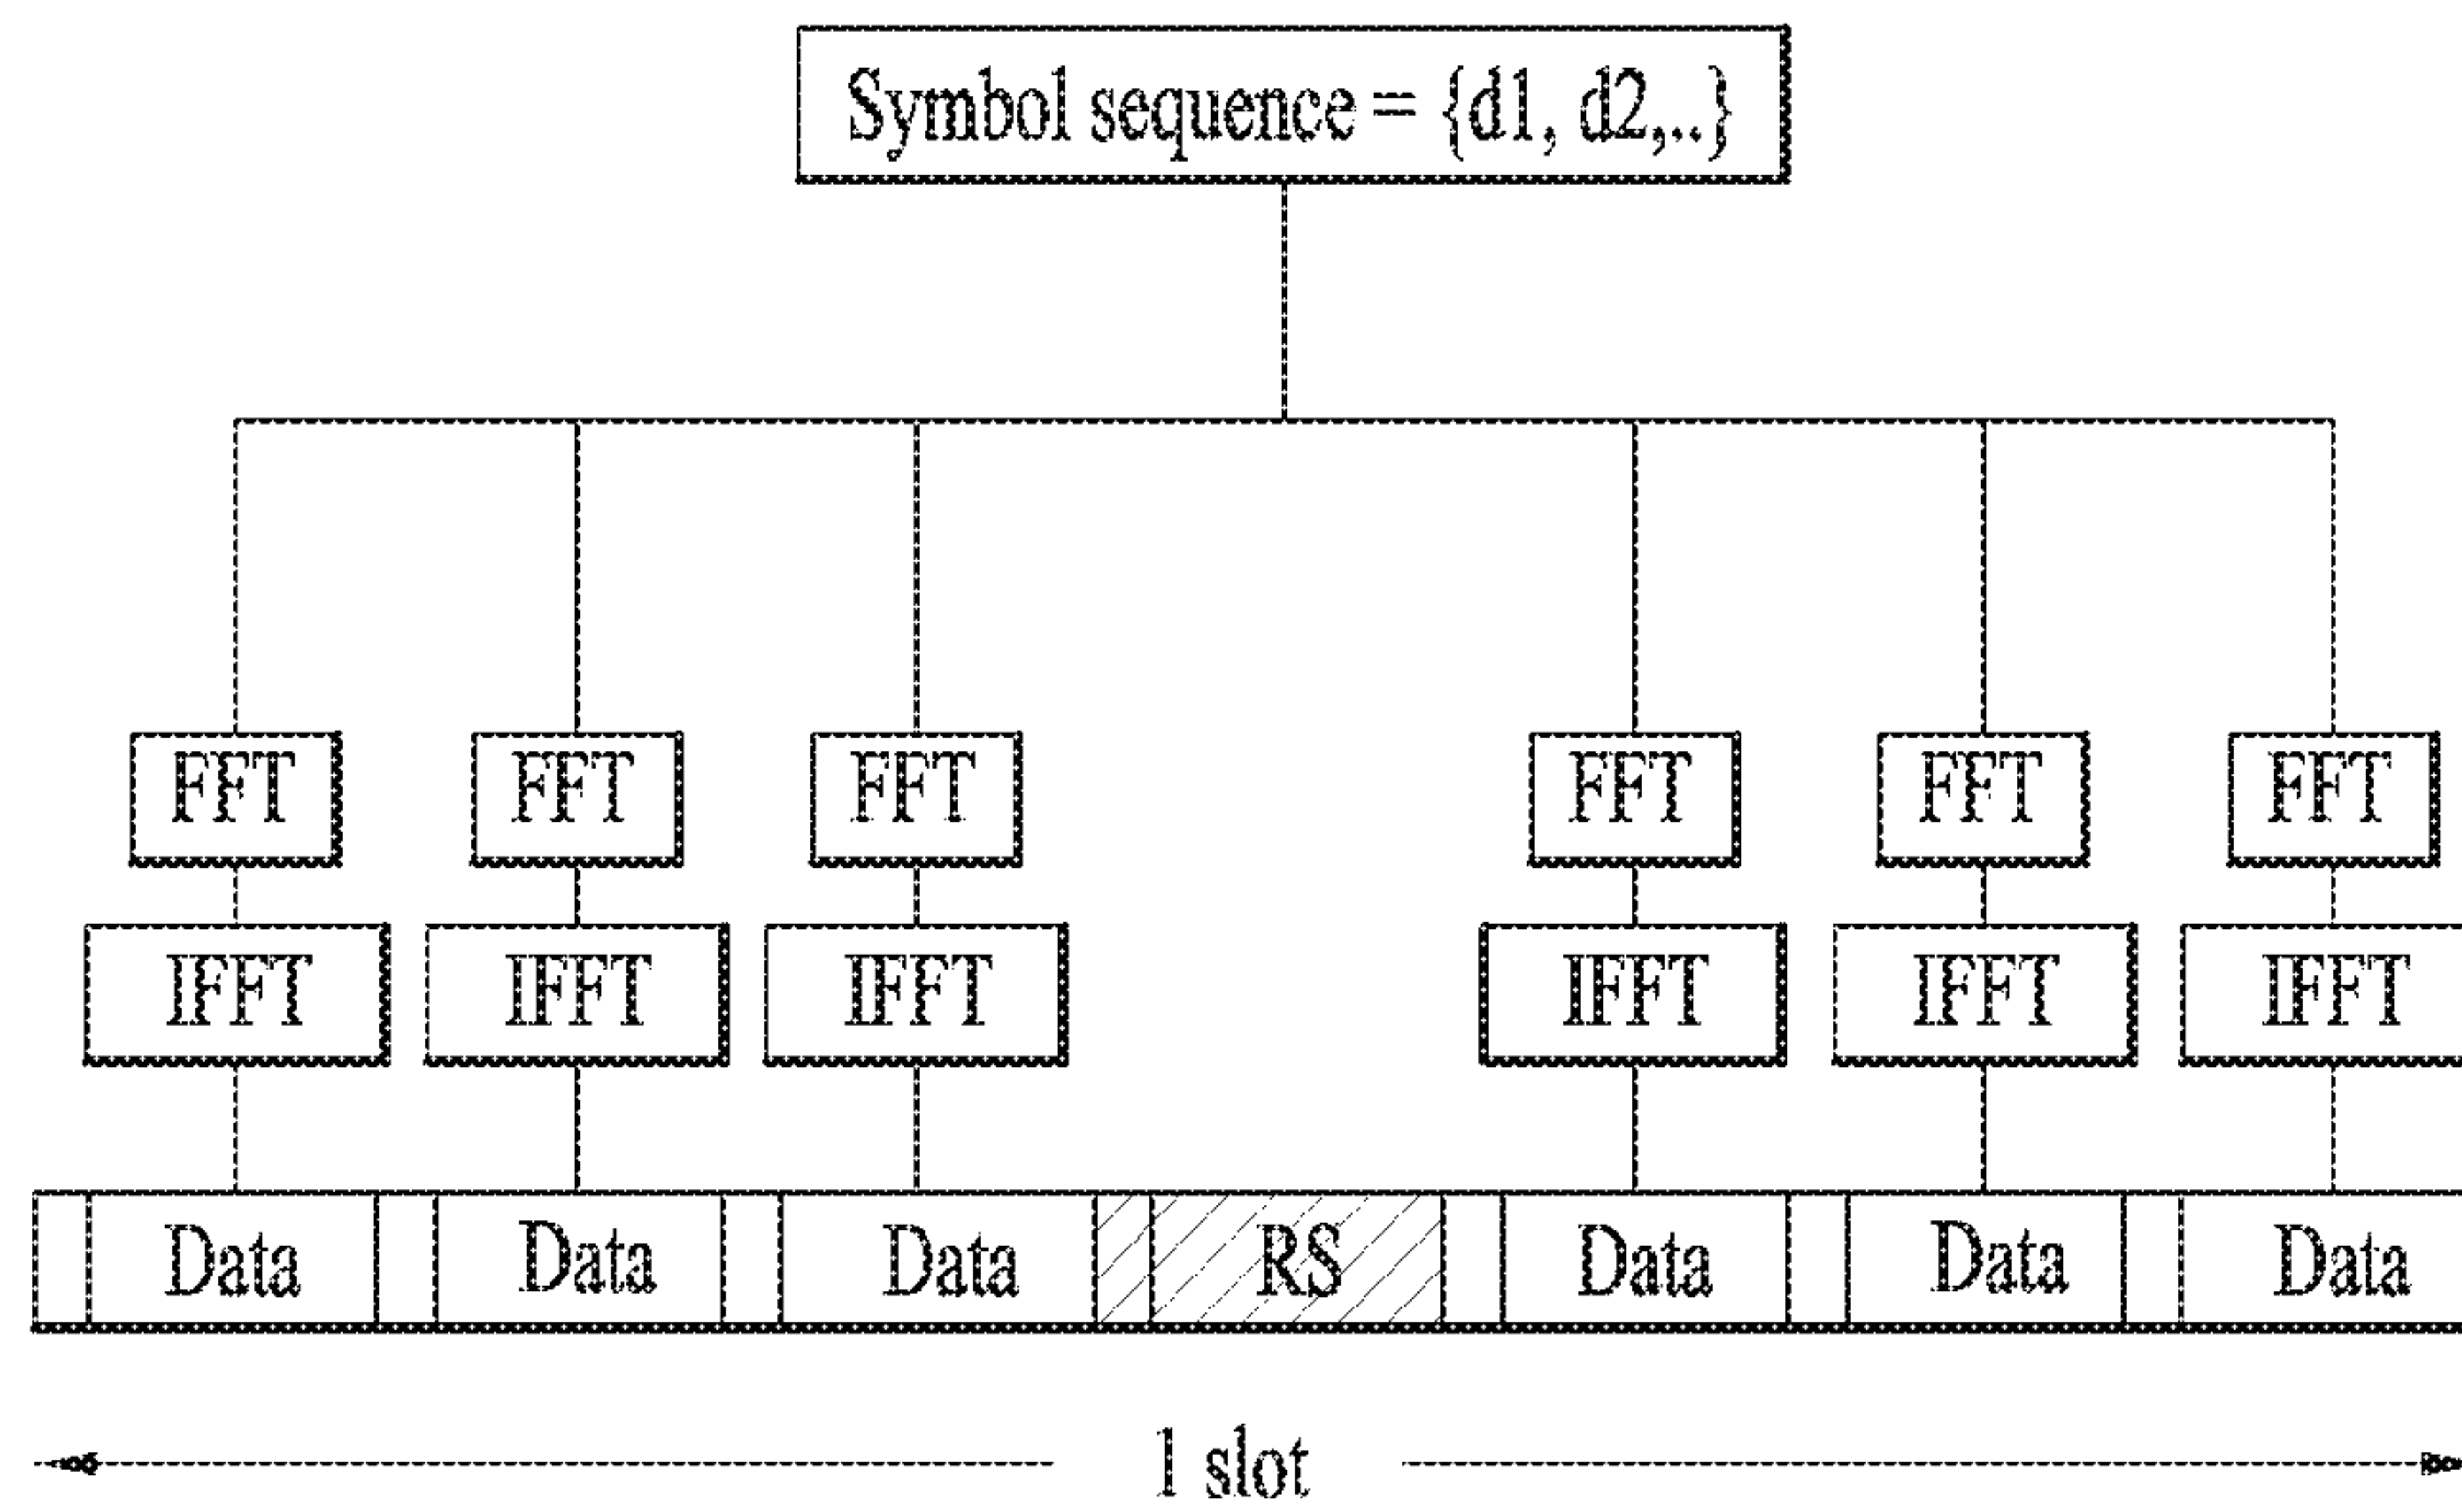 Symbol sequence = {d1, d2,..}
FFT FFT FFT FFT FFT FFT
IFFT IFFT IFFT IFFT IFFT IFFT
Data Data Data RS Data Data Data
1 slot